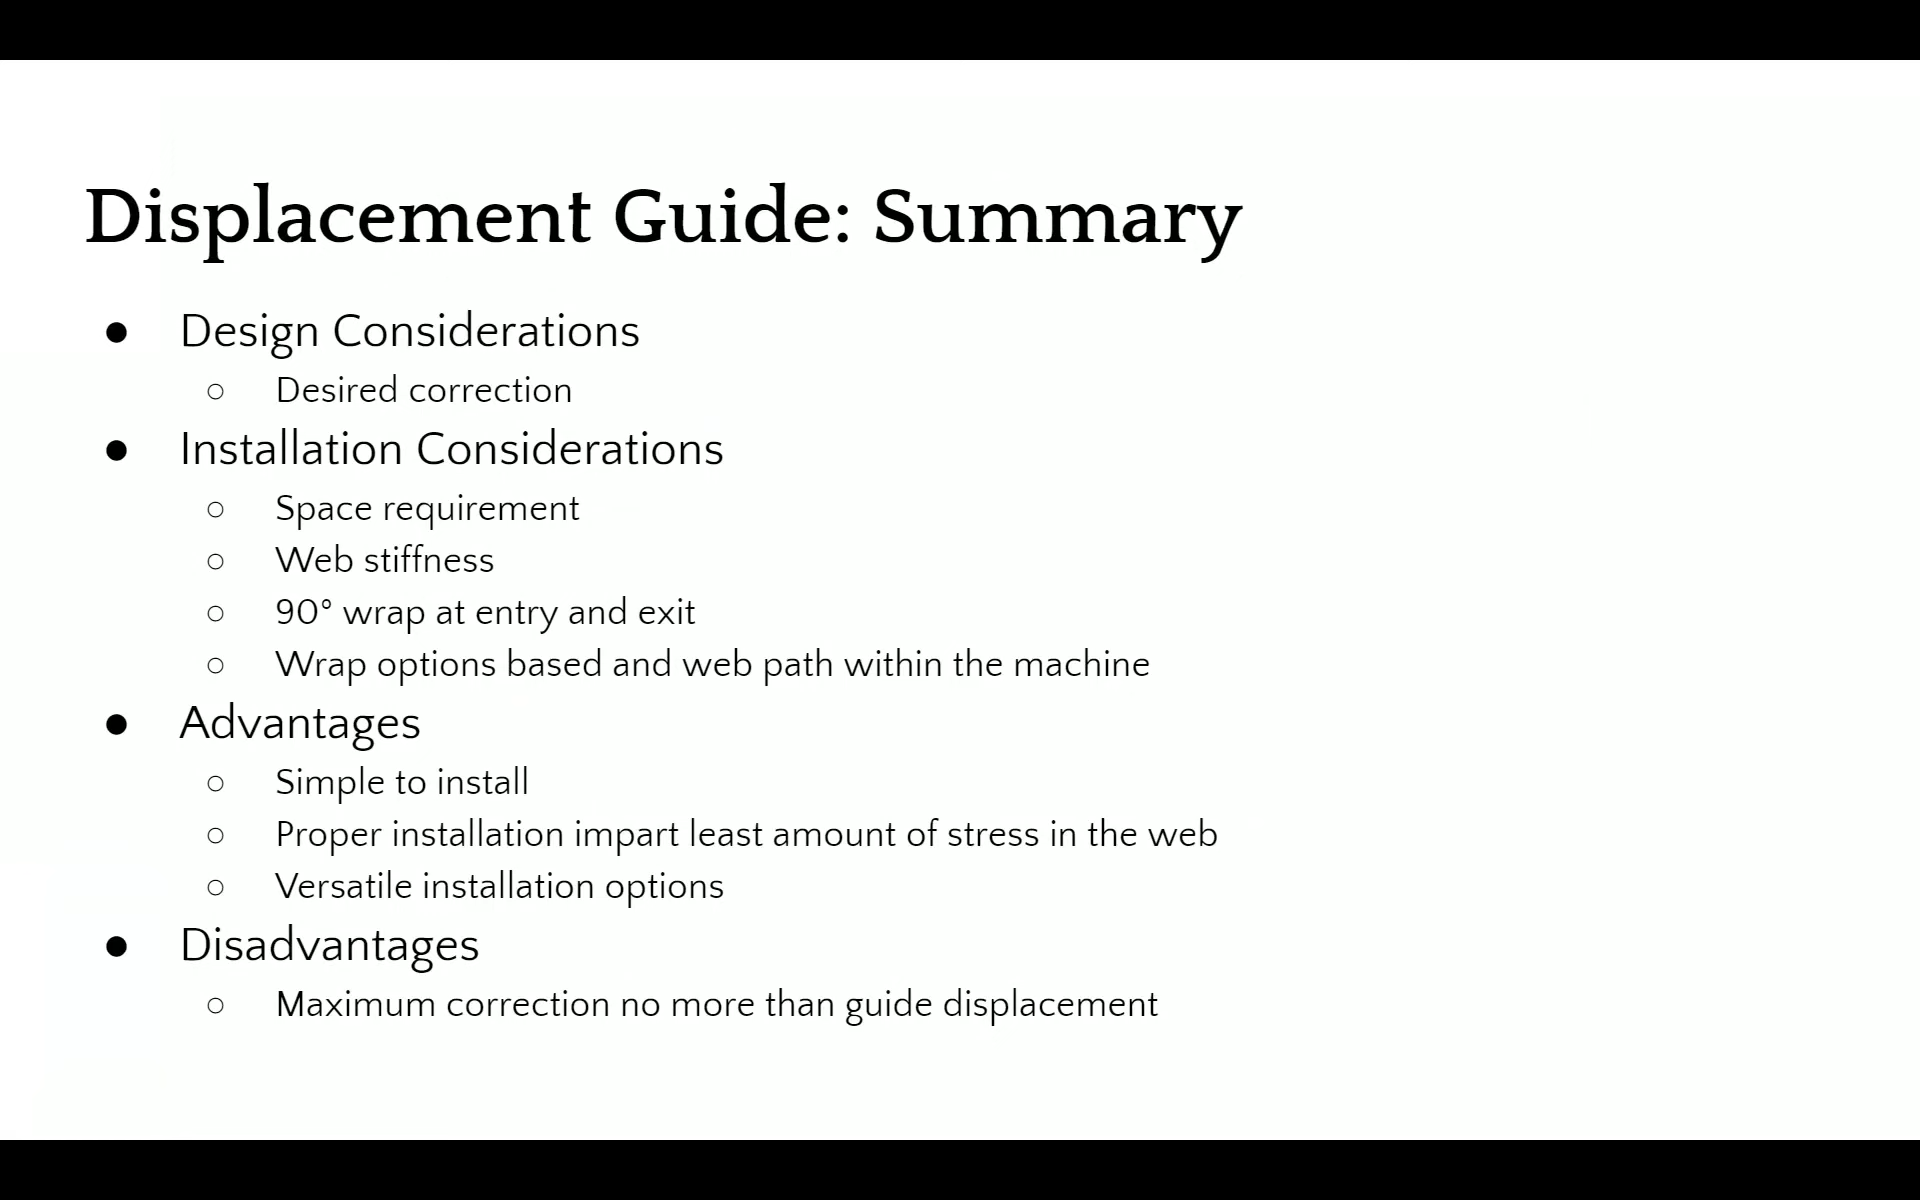 Displacement Guide: Summary
● Design Considerations
○ Desired correction
● Installation Considerations
○ Space requirement
○ Web stiffness
○ 90° wrap at entry and exit
○ Wrap options based and web path within the machine
● Advantages
○ Simple to install
○ Proper installation impart least amount of stress in the web
○ Versatile installation options
● Disadvantages
○ Maximum correction no more than guide displacement